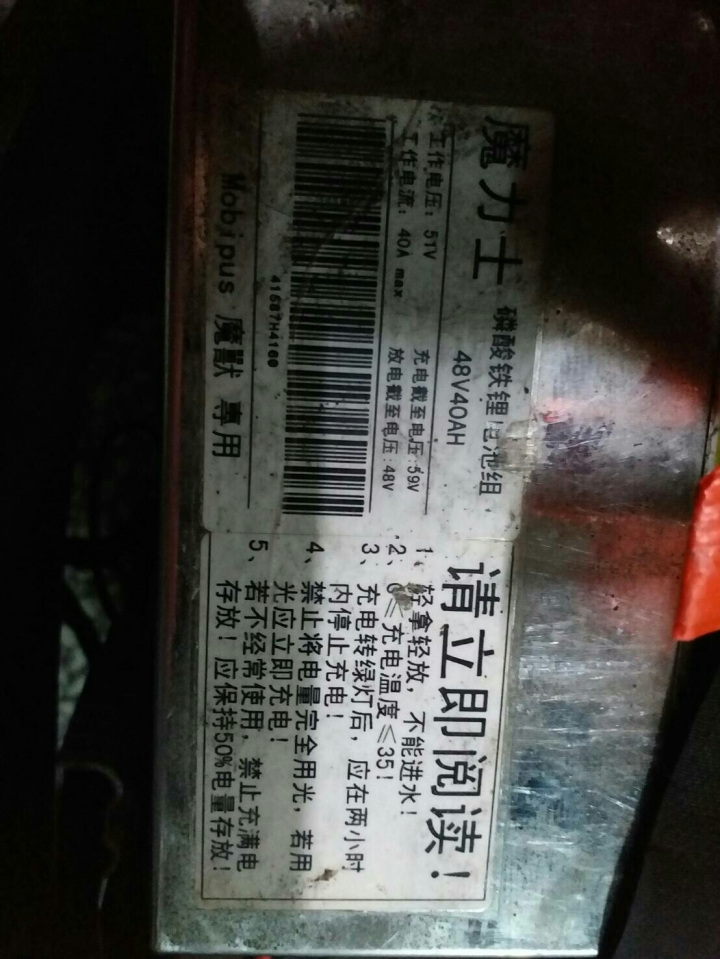 魔力士 磷酸铁锂电池组
48V40AH
工作电压：51V 充电截至电压：59V
工作电流：40A max 放电截至电压：48V
41587H4160
Mobipus 魔獸 專用
请立即阅读！
1、轻拿轻放，不能进水！
2、0≤充电温度≤35！
3、充电转绿灯后，应在两小时
内停止充电！
4、禁止将电量完全用光，若用
光应立即充电！
5、若不经常使用，禁止充满电
存放！应保持50%电量存放！